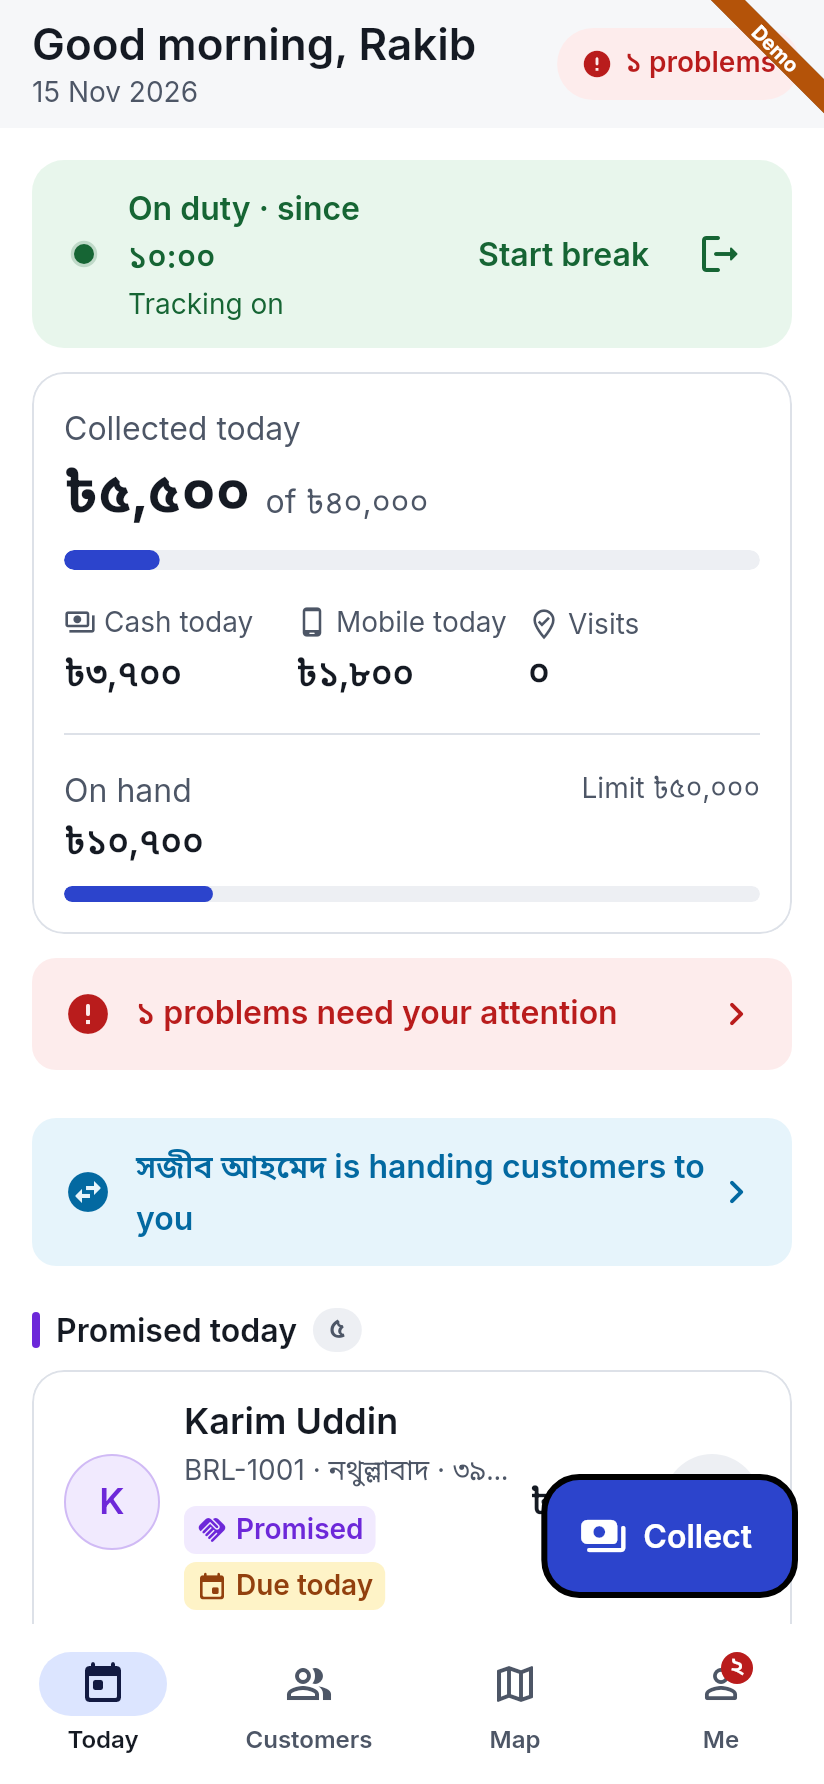 Good morning, Rakib
15 Nov 2026
১ problems
Demo
On duty · since
১০:০০
Tracking on
Start break
Collected today
৳৫,৫০০ of ৳৪০,০০০
Cash today
৳৩,৭০০
Mobile today
৳১,৮০০
Visits
০
On hand
৳১০,৭০০
Limit ৳৫০,০০০
১ problems need your attention
সজীব আহমেদ is handing customers to
you
Promised today ৫
K
Karim Uddin
BRL-1001 · নথুল্লাবাদ · ৩৯...
Promised
Due today
৳
Collect
Today
Customers
Map
২
Me